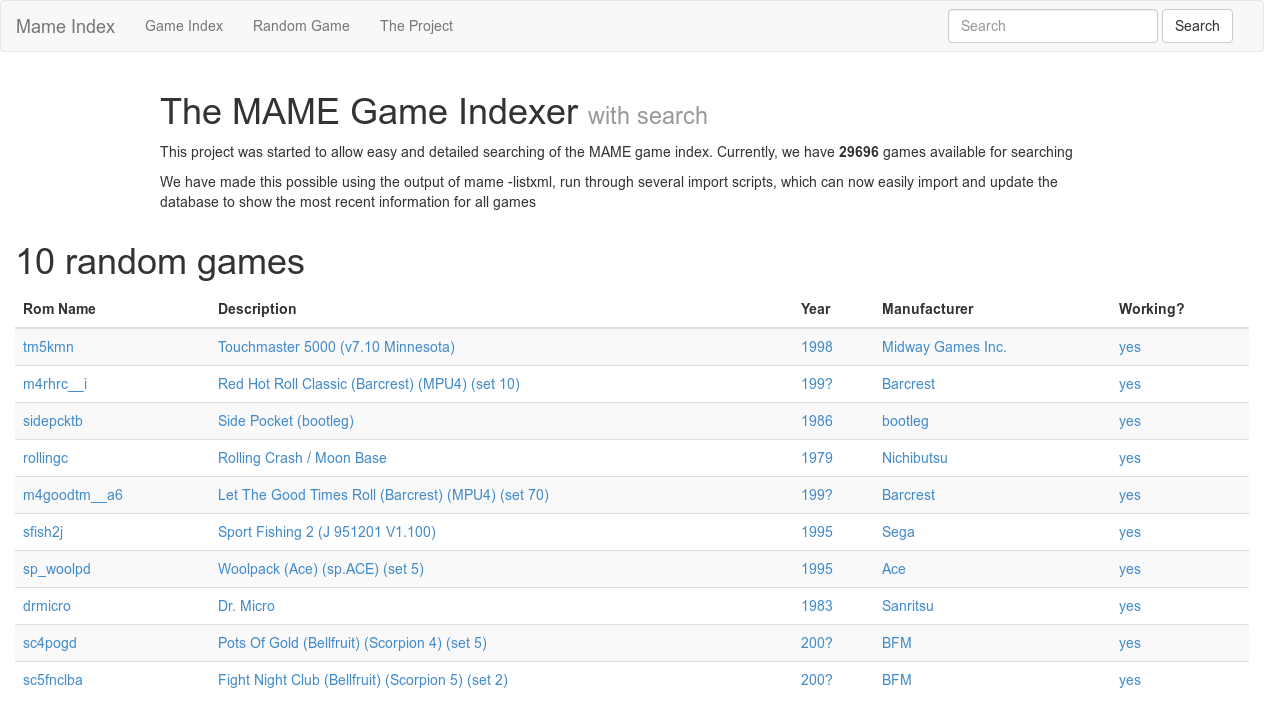 Mame Index Game Index Random Game The Project Search Search
The MAME Game Indexer with search
This project was started to allow easy and detailed searching of the MAME game index. Currently, we have 29696 games available for searching
We have made this possible using the output of mame -listxml, run through several import scripts, which can now easily import and update the
database to show the most recent information for all games
10 random games
Rom Name Description Year Manufacturer Working?
tm5kmn Touchmaster 5000 (v7.10 Minnesota) 1998 Midway Games Inc. yes
m4rhrc__i Red Hot Roll Classic (Barcrest) (MPU4) (set 10) 199? Barcrest yes
sidepcktb Side Pocket (bootleg) 1986 bootleg yes
rollingc Rolling Crash / Moon Base 1979 Nichibutsu yes
m4goodtm__a6 Let The Good Times Roll (Barcrest) (MPU4) (set 70) 199? Barcrest yes
sfish2j Sport Fishing 2 (J 951201 V1.100) 1995 Sega yes
sp_woolpd Woolpack (Ace) (sp.ACE) (set 5) 1995 Ace yes
drmicro Dr. Micro 1983 Sanritsu yes
sc4pogd Pots Of Gold (Bellfruit) (Scorpion 4) (set 5) 200? BFM yes
sc5fnclba Fight Night Club (Bellfruit) (Scorpion 5) (set 2) 200? BFM yes